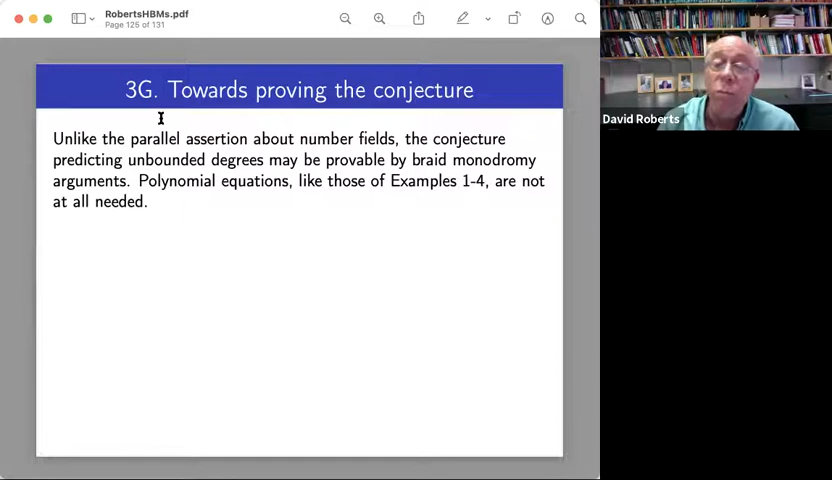 RobertsHBMs.pdf
Page 125 of 131
3G. Towards proving the conjecture
Unlike the parallel assertion about number fields, the conjecture
predicting unbounded degrees may be provable by braid monodromy
arguments. Polynomial equations, like those of Examples 1-4, are not
at all needed.
David Roberts